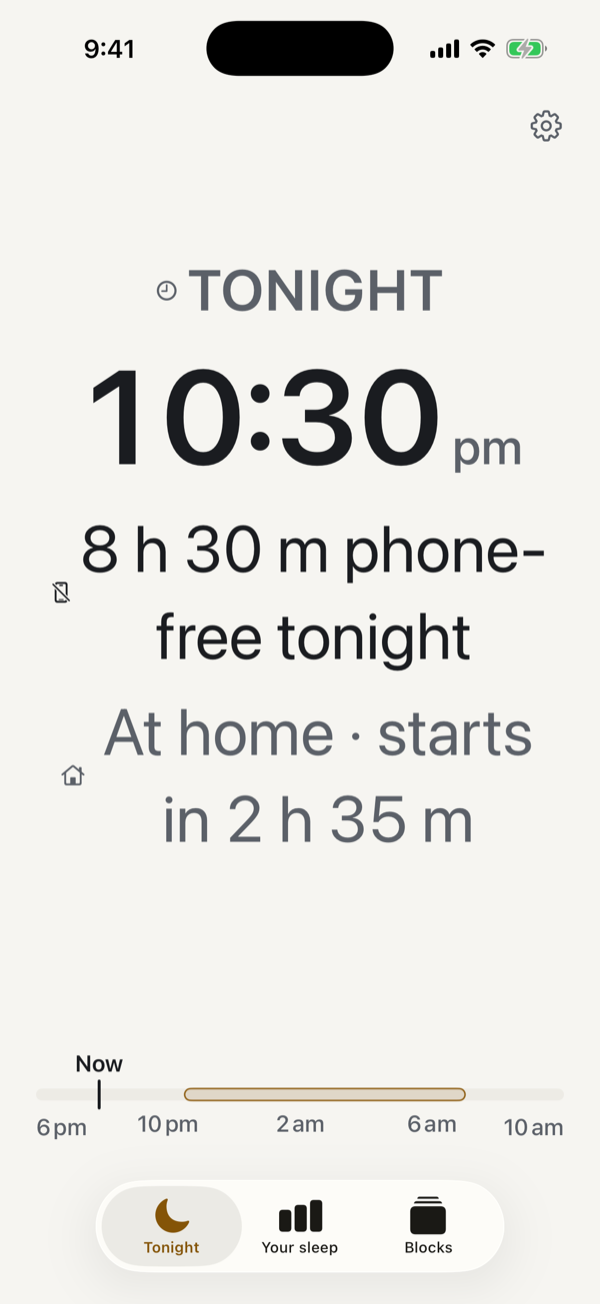 9:41
TONIGHT
10:30 pm
8 h 30 m phone-
free tonight
At home · starts
in 2 h 35 m
Now
6 pm 10 pm 2 am 6 am 10 am
Tonight Your sleep Blocks